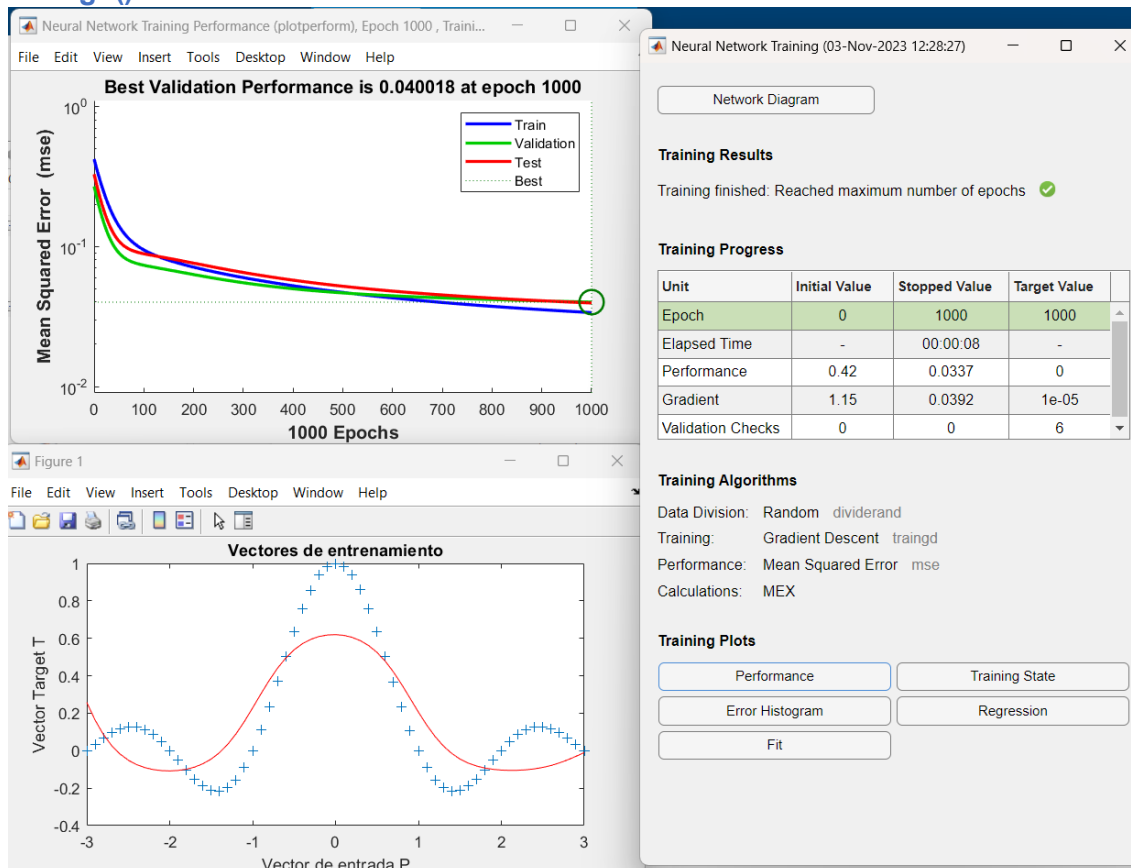 Neural Network Training Performance (plotperform), Epoch 1000 , Traini...
File Edit View Insert Tools Desktop Window Help
Best Validation Performance is 0.040018 at epoch 1000
Mean Squared Error (mse)
10^0
10^-1
10^-2
Train
Validation
Test
Best
0 100 200 300 400 500 600 700 800 900 1000
1000 Epochs
Figure 1
File Edit View Insert Tools Desktop Window Help
Vectores de entrenamiento
Vector Target T
1
0.8
0.6
0.4
0.2
0
-0.2
-0.4
-3 -2 -1 0 1 2 3
Vector de entrada P
Neural Network Training (03-Nov-2023 12:28:27)
Network Diagram
Training Results
Training finished: Reached maximum number of epochs
Training Progress
Unit Initial Value Stopped Value Target Value
Epoch 0 1000 1000
Elapsed Time - 00:00:08 -
Performance 0.42 0.0337 0
Gradient 1.15 0.0392 1e-05
Validation Checks 0 0 6
Training Algorithms
Data Division: Random dividerand
Training: Gradient Descent traingd
Performance: Mean Squared Error mse
Calculations: MEX
Training Plots
Performance Training State
Error Histogram Regression
Fit